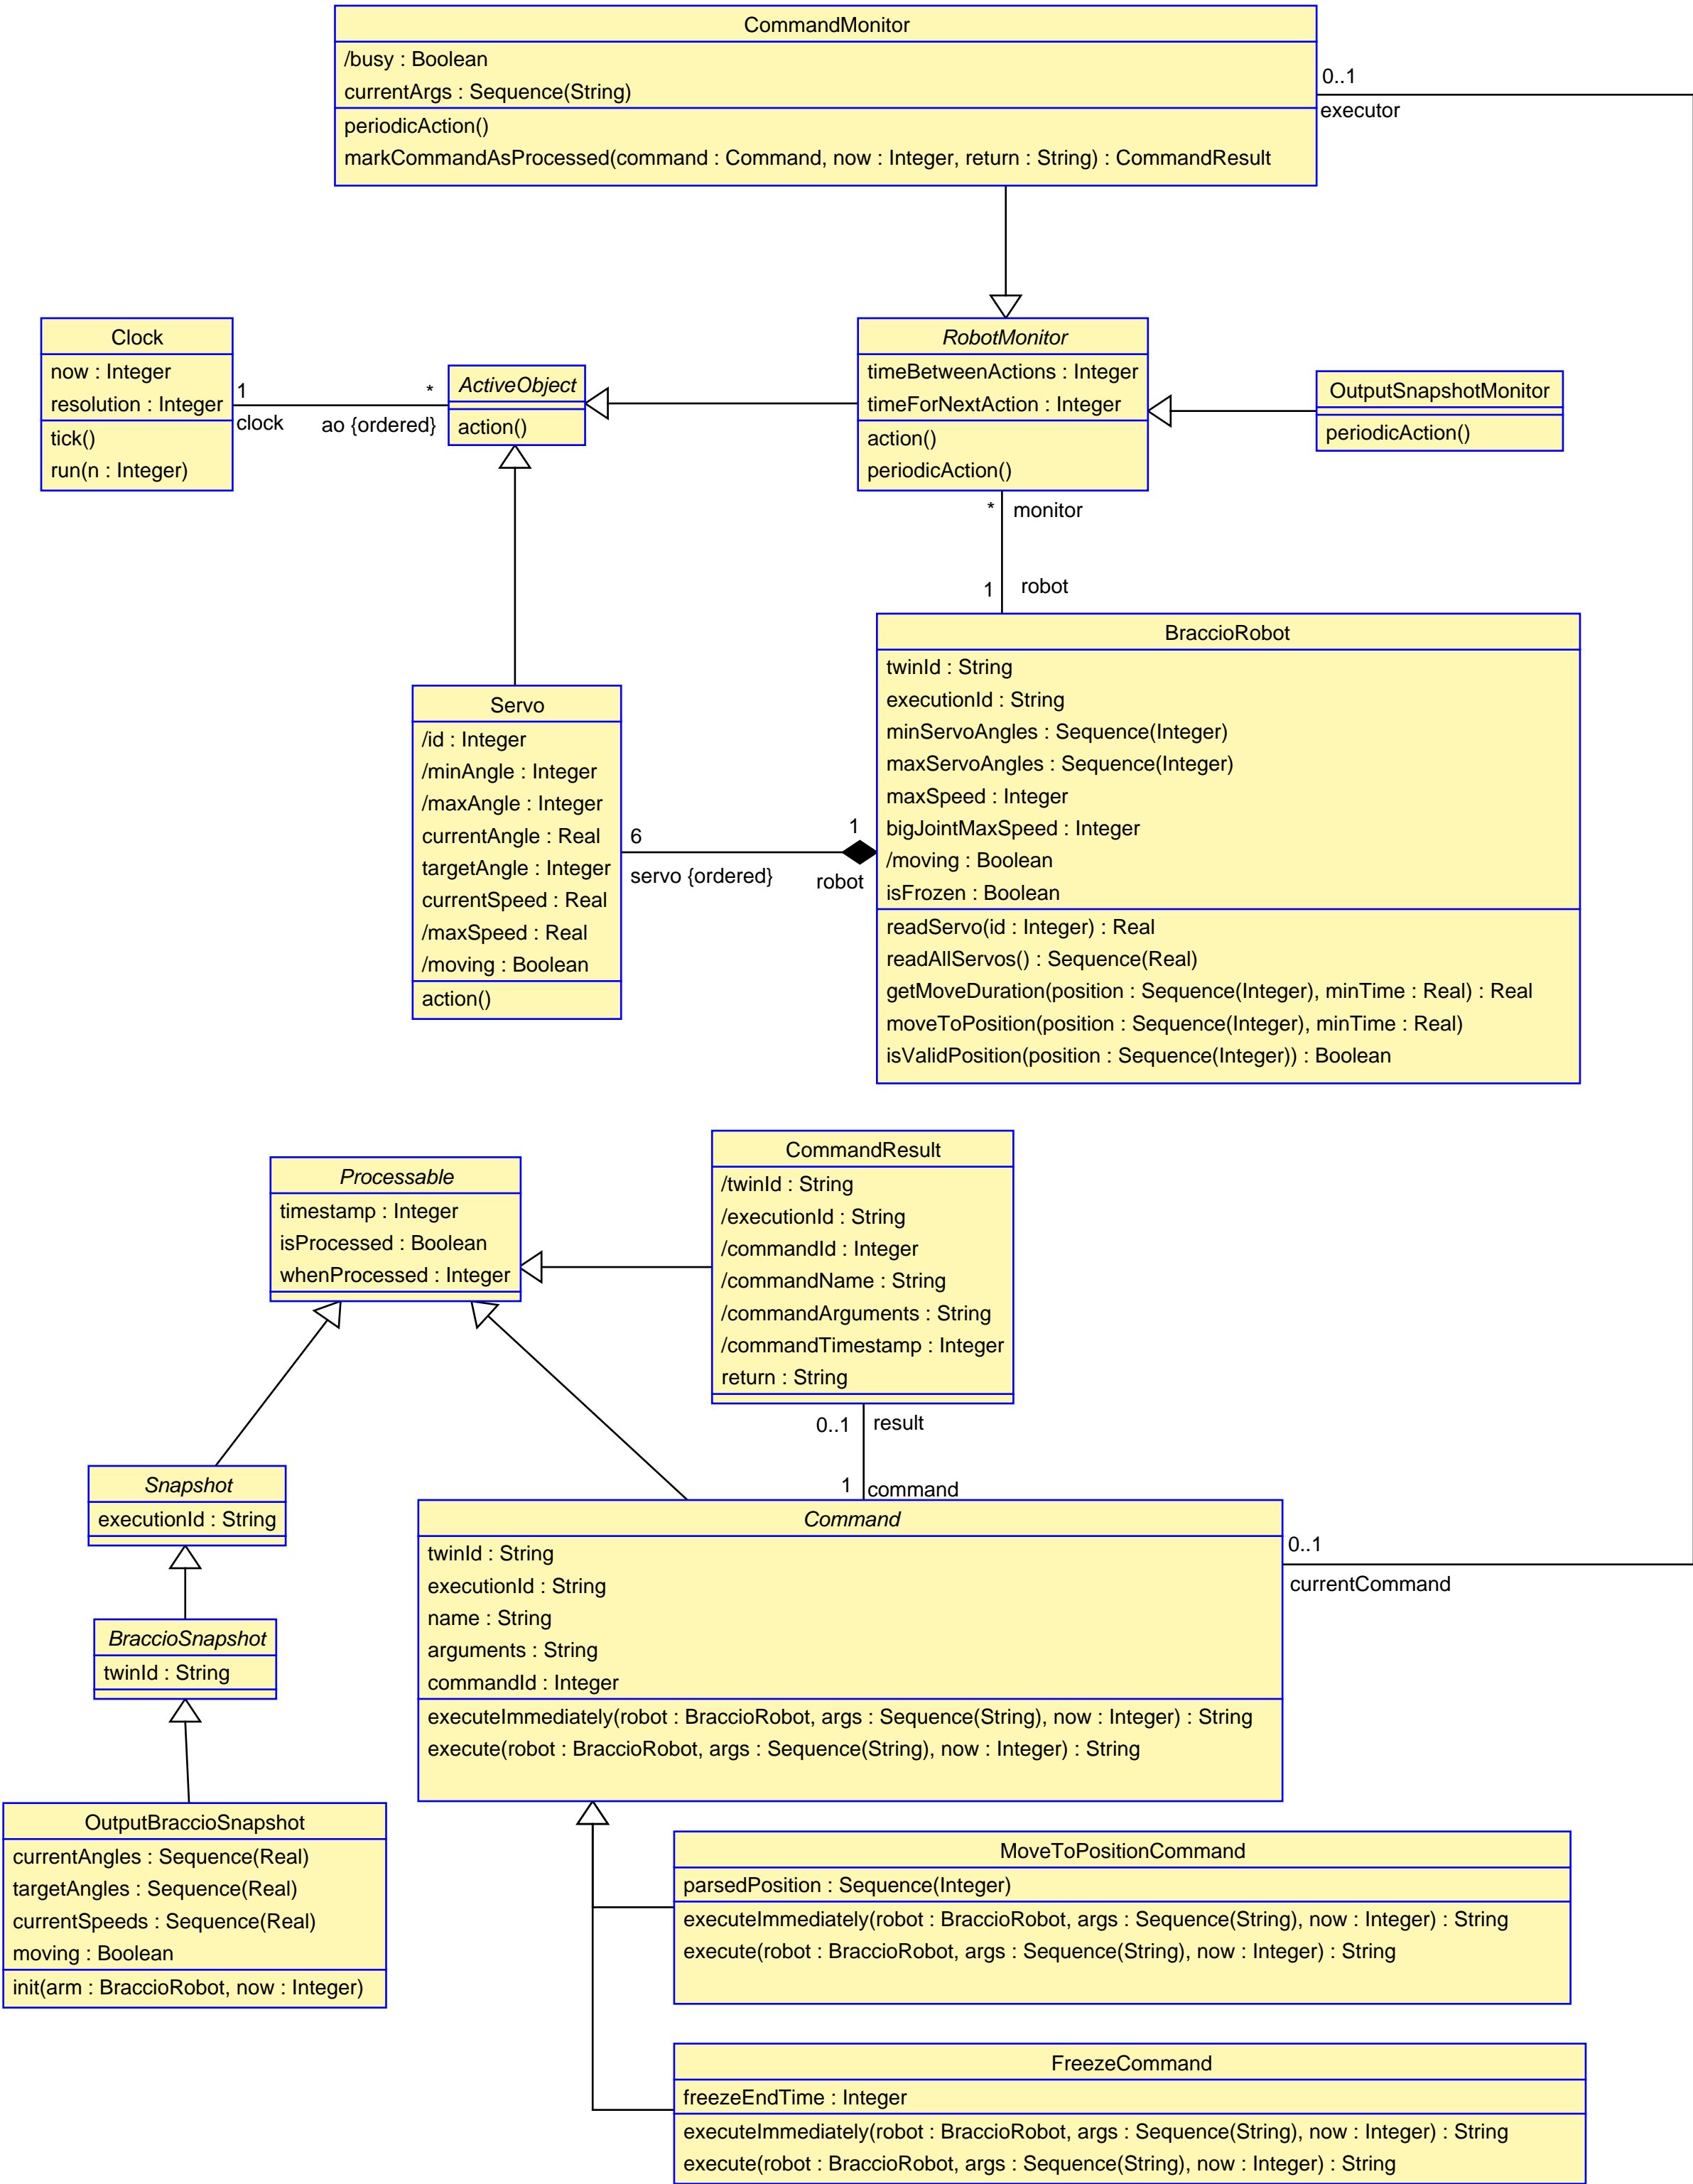 CommandMonitor
/busy : Boolean
currentArgs : Sequence(String)
periodicAction()
markCommandAsProcessed(command : Command, now : Integer, return : String) : CommandResult
0..1
executor
Clock
now : Integer
resolution : Integer
tick()
run(n : Integer)
1
clock
*
ao {ordered}
ActiveObject
action()
RobotMonitor
timeBetweenActions : Integer
timeForNextAction : Integer
action()
periodicAction()
OutputSnapshotMonitor
periodicAction()
*
monitor
1
robot
Servo
/id : Integer
/minAngle : Integer
/maxAngle : Integer
currentAngle : Real
targetAngle : Integer
currentSpeed : Real
/maxSpeed : Real
/moving : Boolean
action()
6
servo {ordered}
1
robot
BraccioRobot
twinId : String
executionId : String
minServoAngles : Sequence(Integer)
maxServoAngles : Sequence(Integer)
maxSpeed : Integer
bigJointMaxSpeed : Integer
/moving : Boolean
isFrozen : Boolean
readServo(id : Integer) : Real
readAllServos() : Sequence(Real)
getMoveDuration(position : Sequence(Integer), minTime : Real) : Real
moveToPosition(position : Sequence(Integer), minTime : Real)
isValidPosition(position : Sequence(Integer)) : Boolean
Processable
timestamp : Integer
isProcessed : Boolean
whenProcessed : Integer
CommandResult
/twinId : String
/executionId : String
/commandId : Integer
/commandName : String
/commandArguments : String
/commandTimestamp : Integer
return : String
0..1
result
1
command
Snapshot
executionId : String
BraccioSnapshot
twinId : String
OutputBraccioSnapshot
currentAngles : Sequence(Real)
targetAngles : Sequence(Real)
currentSpeeds : Sequence(Real)
moving : Boolean
init(arm : BraccioRobot, now : Integer)
Command
twinId : String
executionId : String
name : String
arguments : String
commandId : Integer
executeImmediately(robot : BraccioRobot, args : Sequence(String), now : Integer) : String
execute(robot : BraccioRobot, args : Sequence(String), now : Integer) : String
0..1
currentCommand
MoveToPositionCommand
parsedPosition : Sequence(Integer)
executeImmediately(robot : BraccioRobot, args : Sequence(String), now : Integer) : String
execute(robot : BraccioRobot, args : Sequence(String), now : Integer) : String
FreezeCommand
freezeEndTime : Integer
executeImmediately(robot : BraccioRobot, args : Sequence(String), now : Integer) : String
execute(robot : BraccioRobot, args : Sequence(String), now : Integer) : String